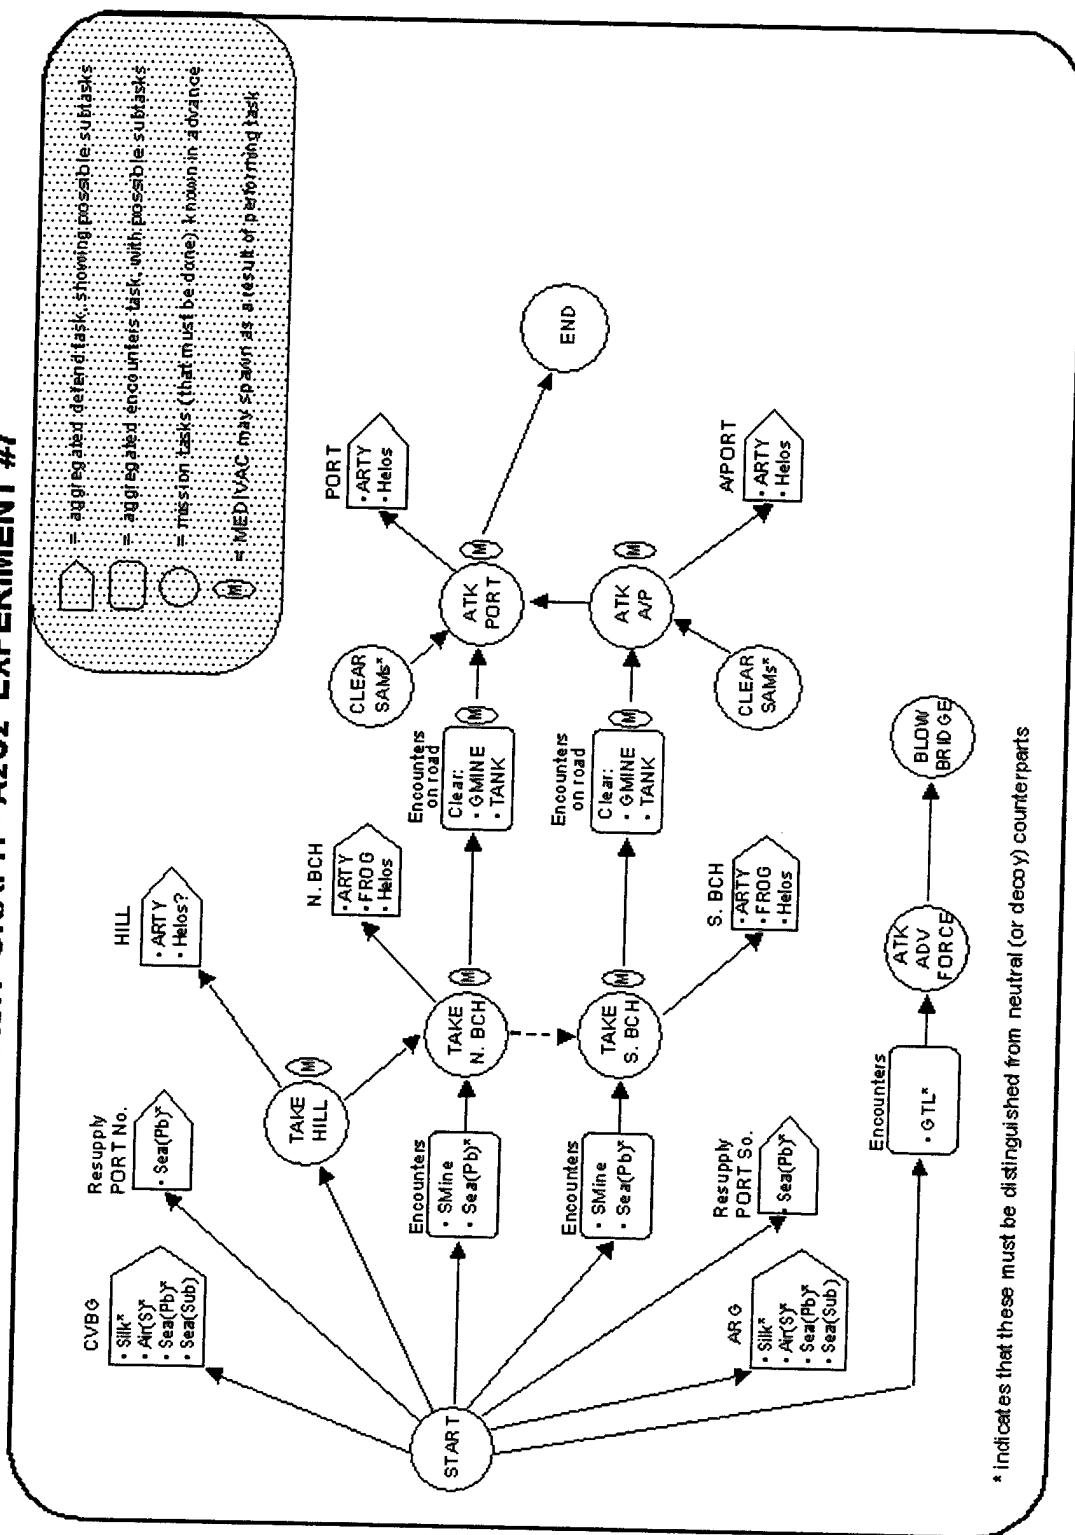 A2C2 EXPERIMENT #7
= aggregated defend task, showing possible subtasks
= aggregated encounters task, with possible subtasks
= mission tasks (that must be done), known in advance
M = MEDIVAC may spawn as a result of performing task
CVBG
• Silk*
• Air(S)*
• Sea(Pb)*
• Sea(Sub)
Resupply
PORT No.
• Sea(Pb)*
HILL
• ARTY
• Helos?
TAKE
HILL
M
N. BCH
• ARTY
• FROG
• Helos
PORT
• ARTY
• Helos
CLEAR
SAMs*
START
Encounters
• SMine
• Sea(Pb)*
TAKE
N. BCH
M
Encounters
on road
Clear:
• GMINE
• TANK
M
ATK
PORT
M
END
Encounters
• SMine
• Sea(Pb)*
TAKE
S. BCH
M
Encounters
on road
Clear:
• GMINE
• TANK
M
ATK
A/P
M
A/PORT
• ARTY
• Helos
CLEAR
SAMs*
S. BCH
• ARTY
• FROG
• Helos
Resupply
PORT So.
• Sea(Pb)*
ARG
• Silk*
• Air(S)*
• Sea(Pb)*
• Sea(Sub)
Encounters
• GTL*
ATK
ADV
FORCE
BLOW
BRIDGE
* indicates that these must be distinguished from neutral (or decoy) counterparts